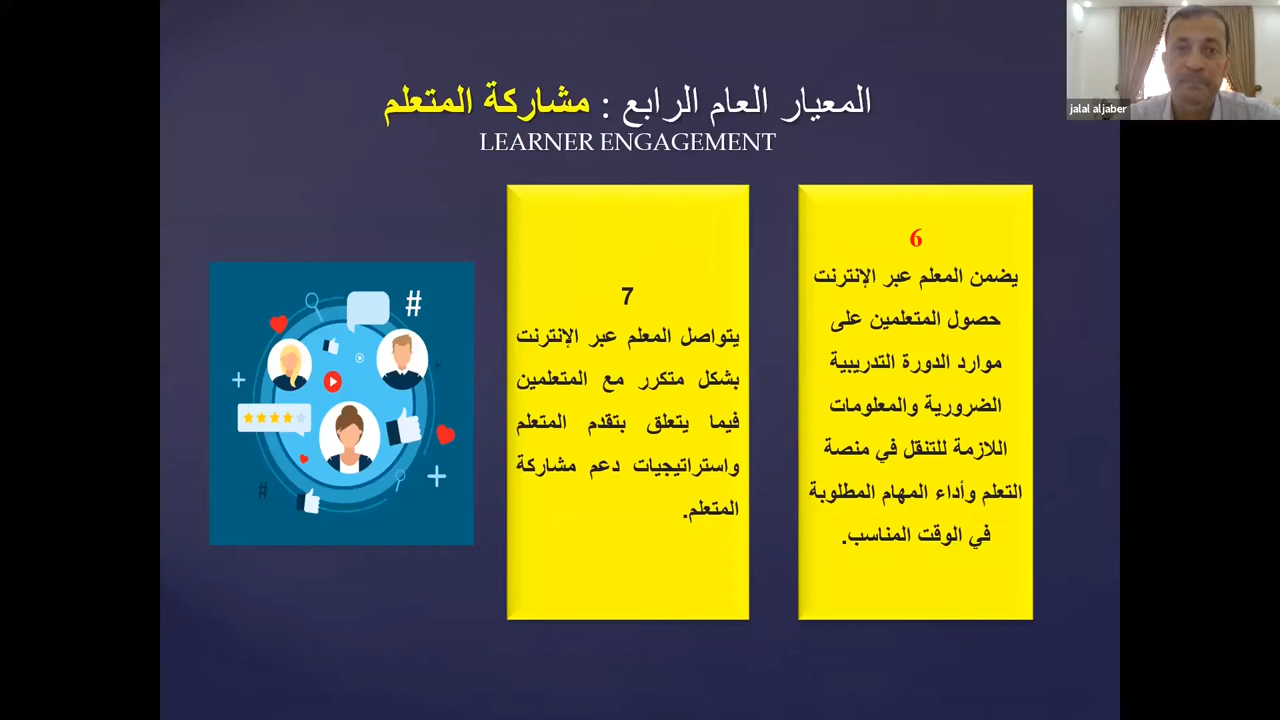 المعيار العام الرابع : مشاركة المتعلم
LEARNER ENGAGEMENT
jalal aljaber
6
يضمن المعلم عبر الإنترنت
حصول المتعلمين على
موارد الدورة التدريبية
الضرورية والمعلومات
اللازمة للتنقل في منصة
التعلم وأداء المهام المطلوبة
في الوقت المناسب.
7
يتواصل المعلم عبر الإنترنت
بشكل متكرر مع المتعلمين
فيما يتعلق بتقدم المتعلم
واستراتيجيات دعم مشاركة
المتعلم.
#
#